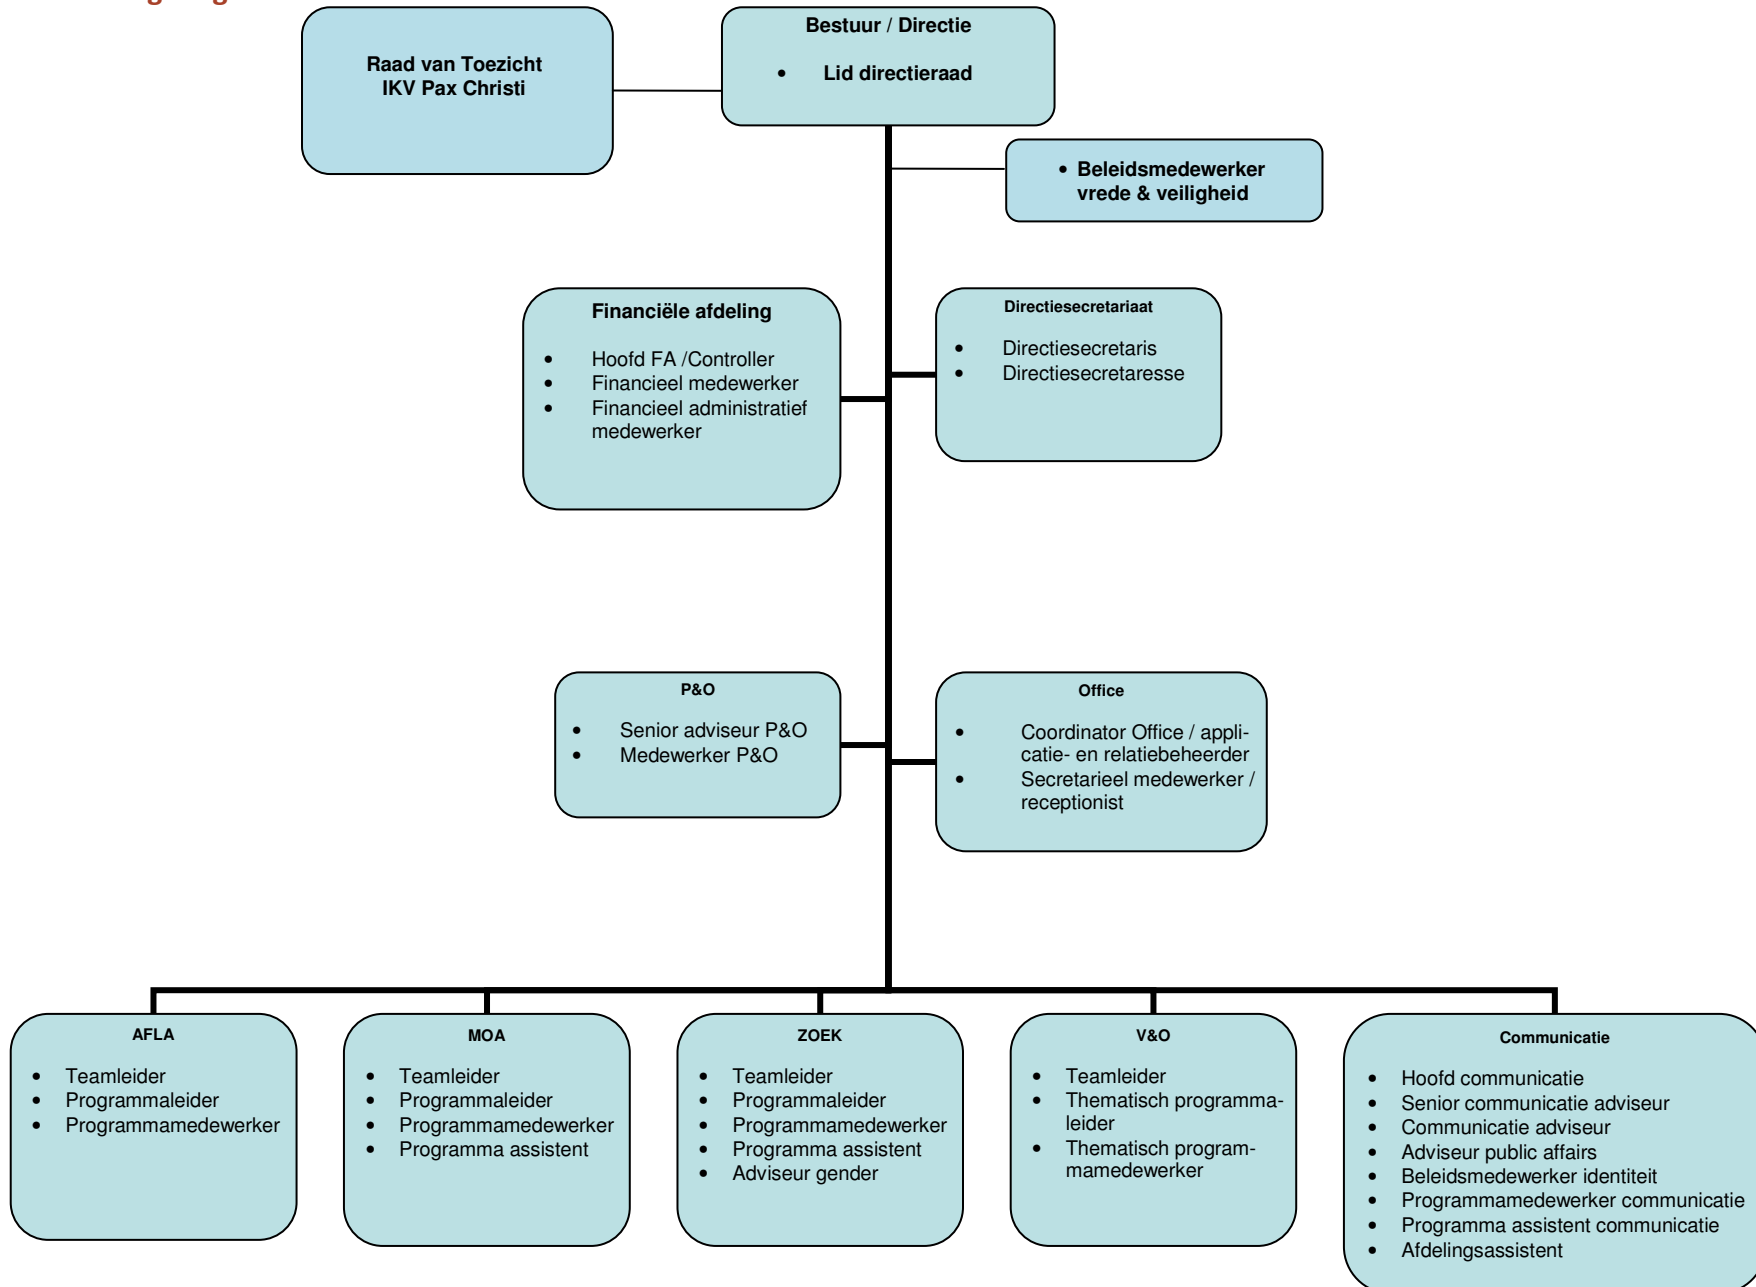 Raad van Toezicht
IKV Pax Christi
Bestuur / Directie
• Lid directieraad
• Beleidsmedewerker
vrede & veiligheid
Financiële afdeling
• Hoofd FA /Controller
• Financieel medewerker
• Financieel administratief
medewerker
Directiesecretariaat
• Directiesecretaris
• Directiesecretaresse
P&O
• Senior adviseur P&O
• Medewerker P&O
Office
• Coordinator Office / appli-
catie- en relatiebeheerder
• Secretarieel medewerker /
receptionist
AFLA
• Teamleider
• Programmaleider
• Programmamedewerker
MOA
• Teamleider
• Programmaleider
• Programmamedewerker
• Programma assistent
ZOEK
• Teamleider
• Programmaleider
• Programmamedewerker
• Programma assistent
• Adviseur gender
V&O
• Teamleider
• Thematisch programma-
leider
• Thematisch program-
mamedewerker
Communicatie
• Hoofd communicatie
• Senior communicatie adviseur
• Communicatie adviseur
• Adviseur public affairs
• Beleidsmedewerker identiteit
• Programmamedewerker communicatie
• Programma assistent communicatie
• Afdelingsassistent